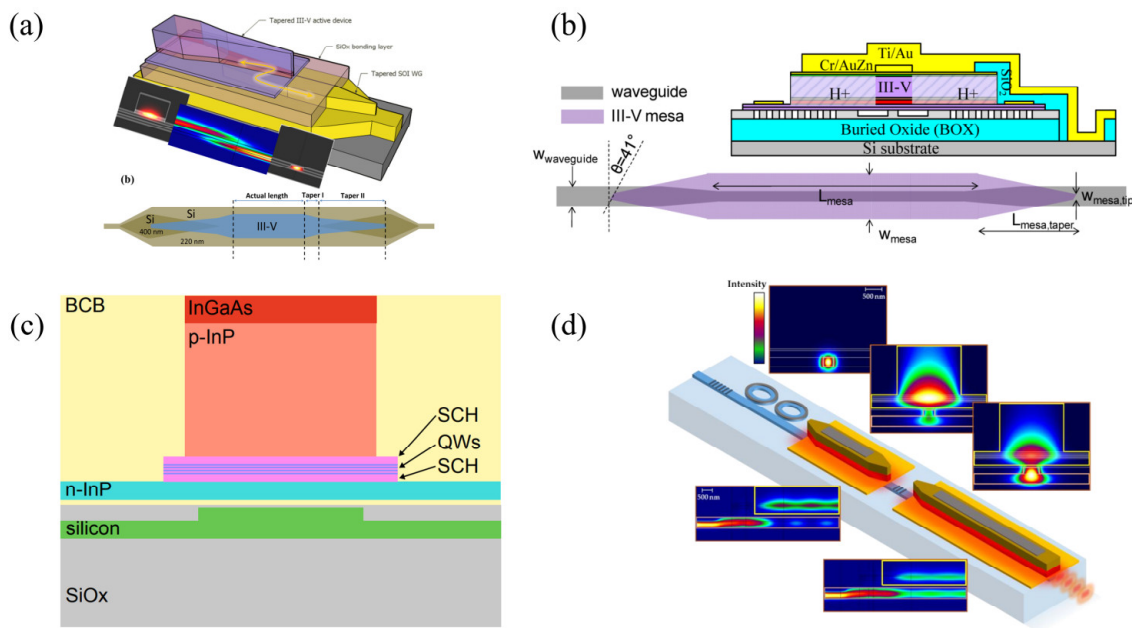 (a)
Tapered III-V active device
SiOx bonding layer
Tapered SOI WG
(b)
Actual length
Taper I
Taper II
Si
Si
400 nm
220 nm
III-V
(b)
waveguide
III-V mesa
Ti/Au
Cr/AuZn
III-V
H+
H+
SiO2
Buried Oxide (BOX)
Si substrate
wwaveguide
θ=41°
Lmesa
wmesa
wmesa,tip
Lmesa,taper
(c)
BCB
InGaAs
p-InP
SCH
QWs
SCH
n-InP
silicon
SiOx
(d)
Intensity
500 nm
500 nm